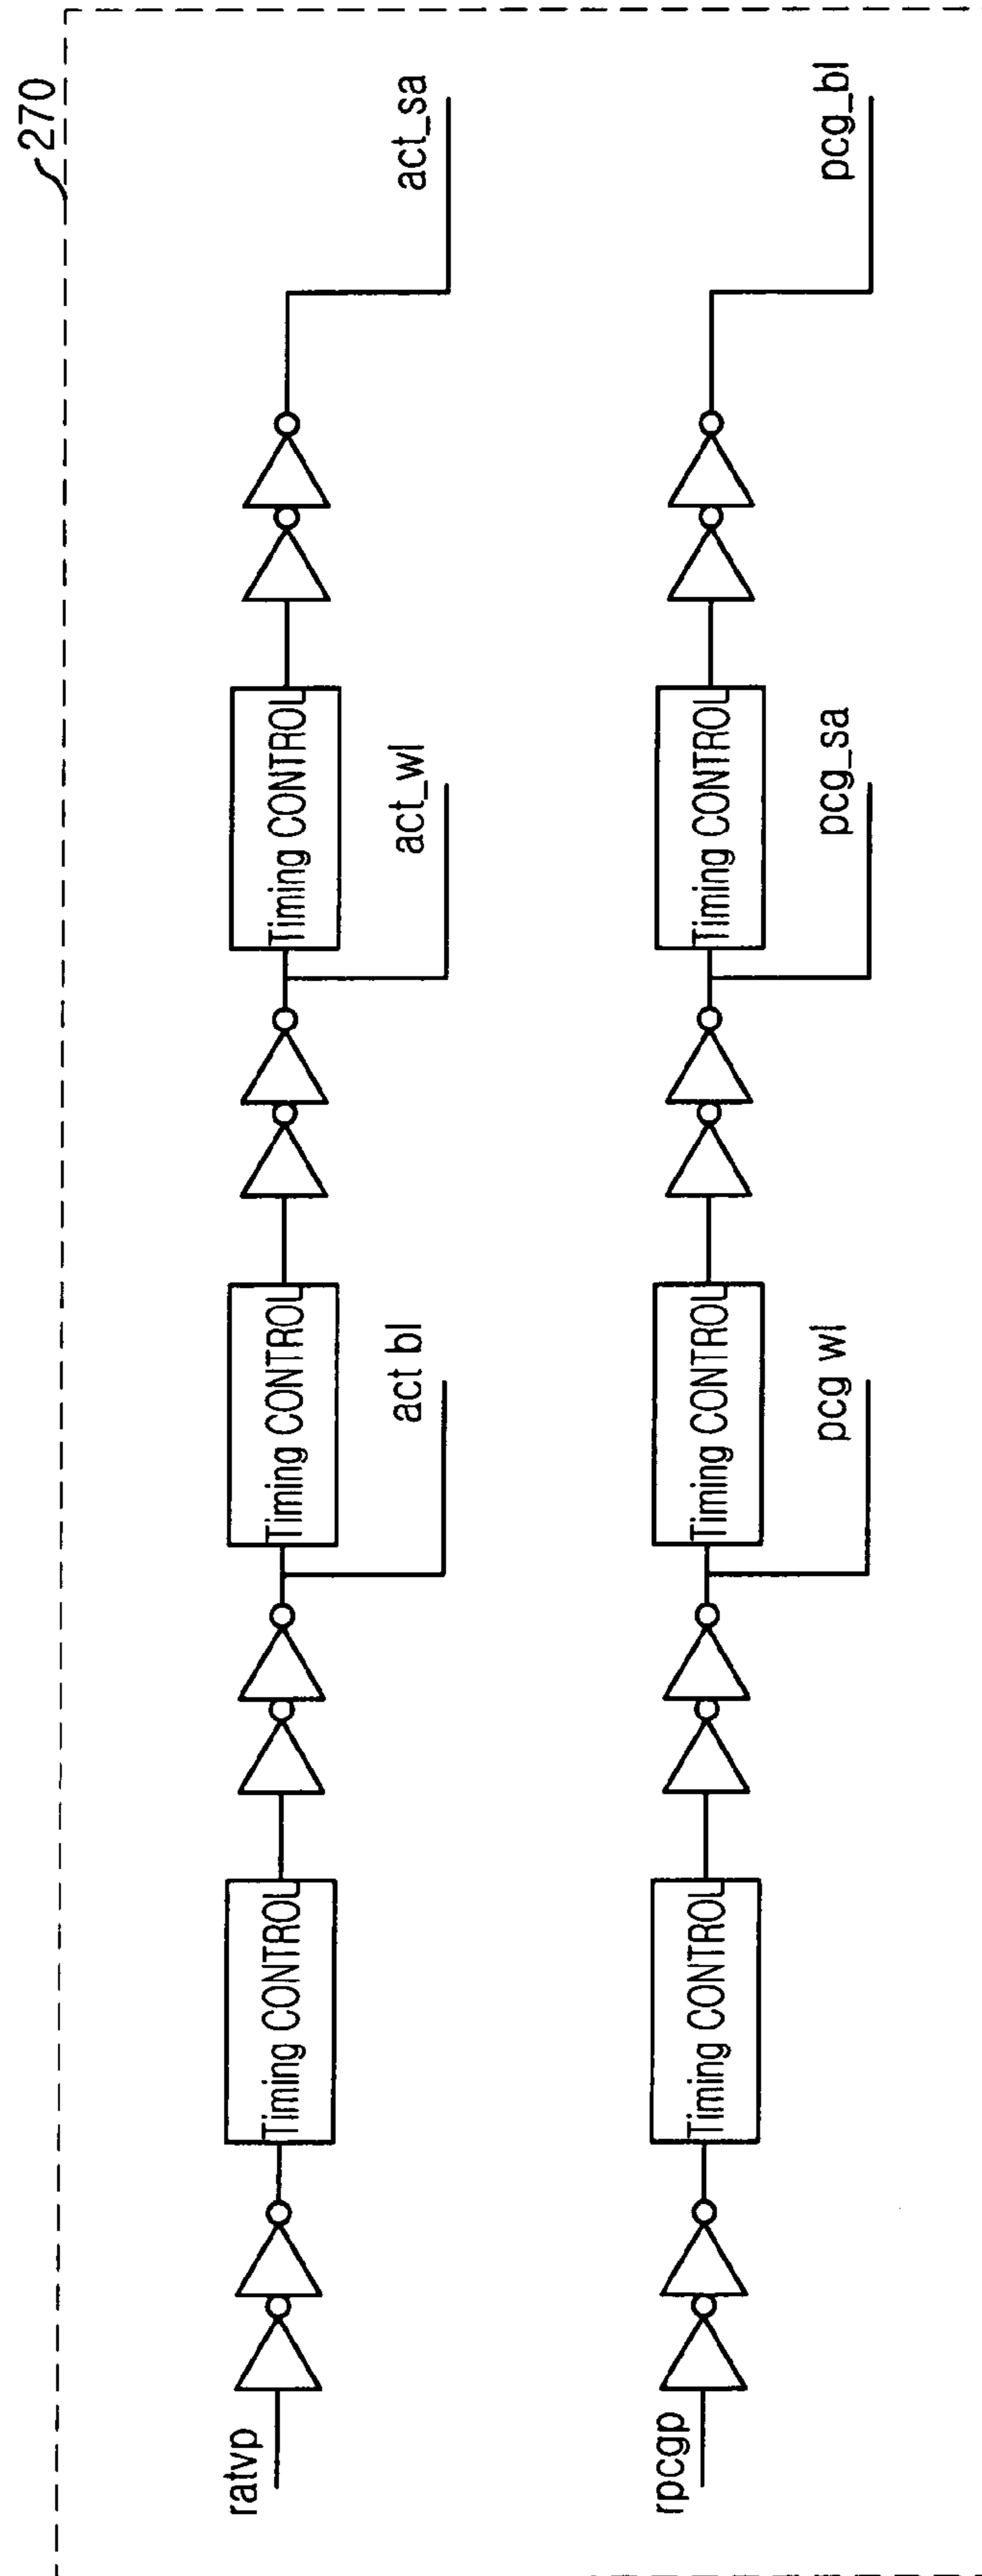 270
ratvp
Timing CONTROL
act bl
Timing CONTROL
act_wl
Timing CONTROL
act_sa
rpcgp
Timing CONTROL
pcg wl
Timing CONTROL
pcg_sa
Timing CONTROL
pcg_bl